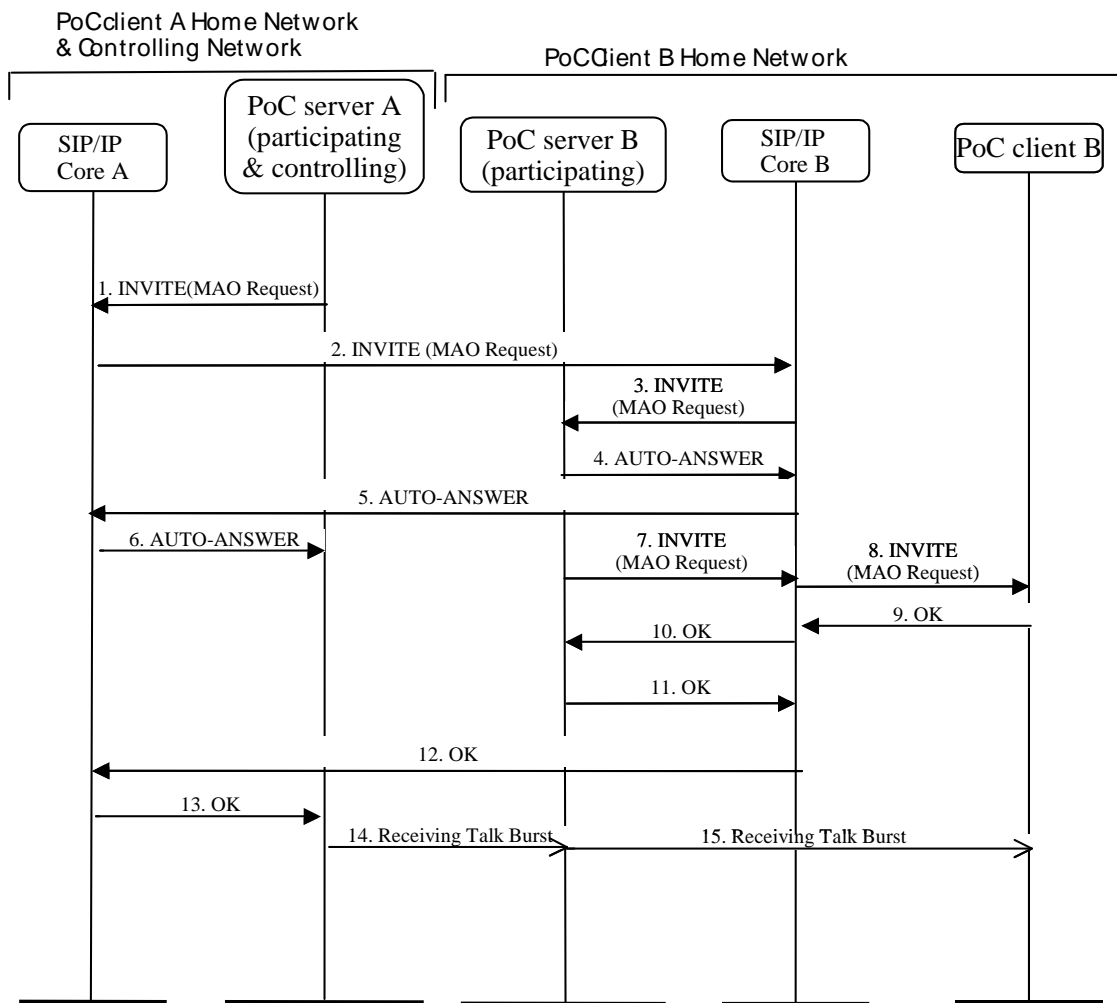 PoCclient A Home Network
& Controlling Network
PoCClient B Home Network
SIP/IP
Core A
PoC server A
(participating
& controlling)
PoC server B
(participating)
SIP/IP
Core B
PoC client B
1. INVITE(MAO Request)
2. INVITE (MAO Request)
3. INVITE
(MAO Request)
4. AUTO-ANSWER
5. AUTO-ANSWER
6. AUTO-ANSWER
7. INVITE
(MAO Request)
8. INVITE
(MAO Request)
9. OK
10. OK
11. OK
12. OK
13. OK
14. Receiving Talk Burst
15. Receiving Talk Burst